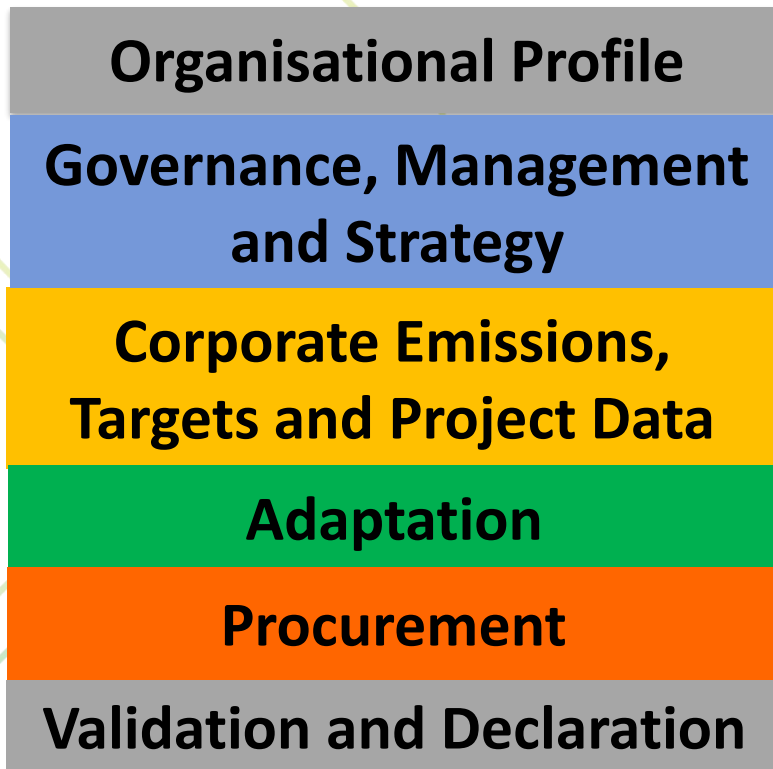 Organisational Profile
Governance, Management
and Strategy
Corporate Emissions,
Targets and Project Data
Adaptation
Procurement
Validation and Declaration